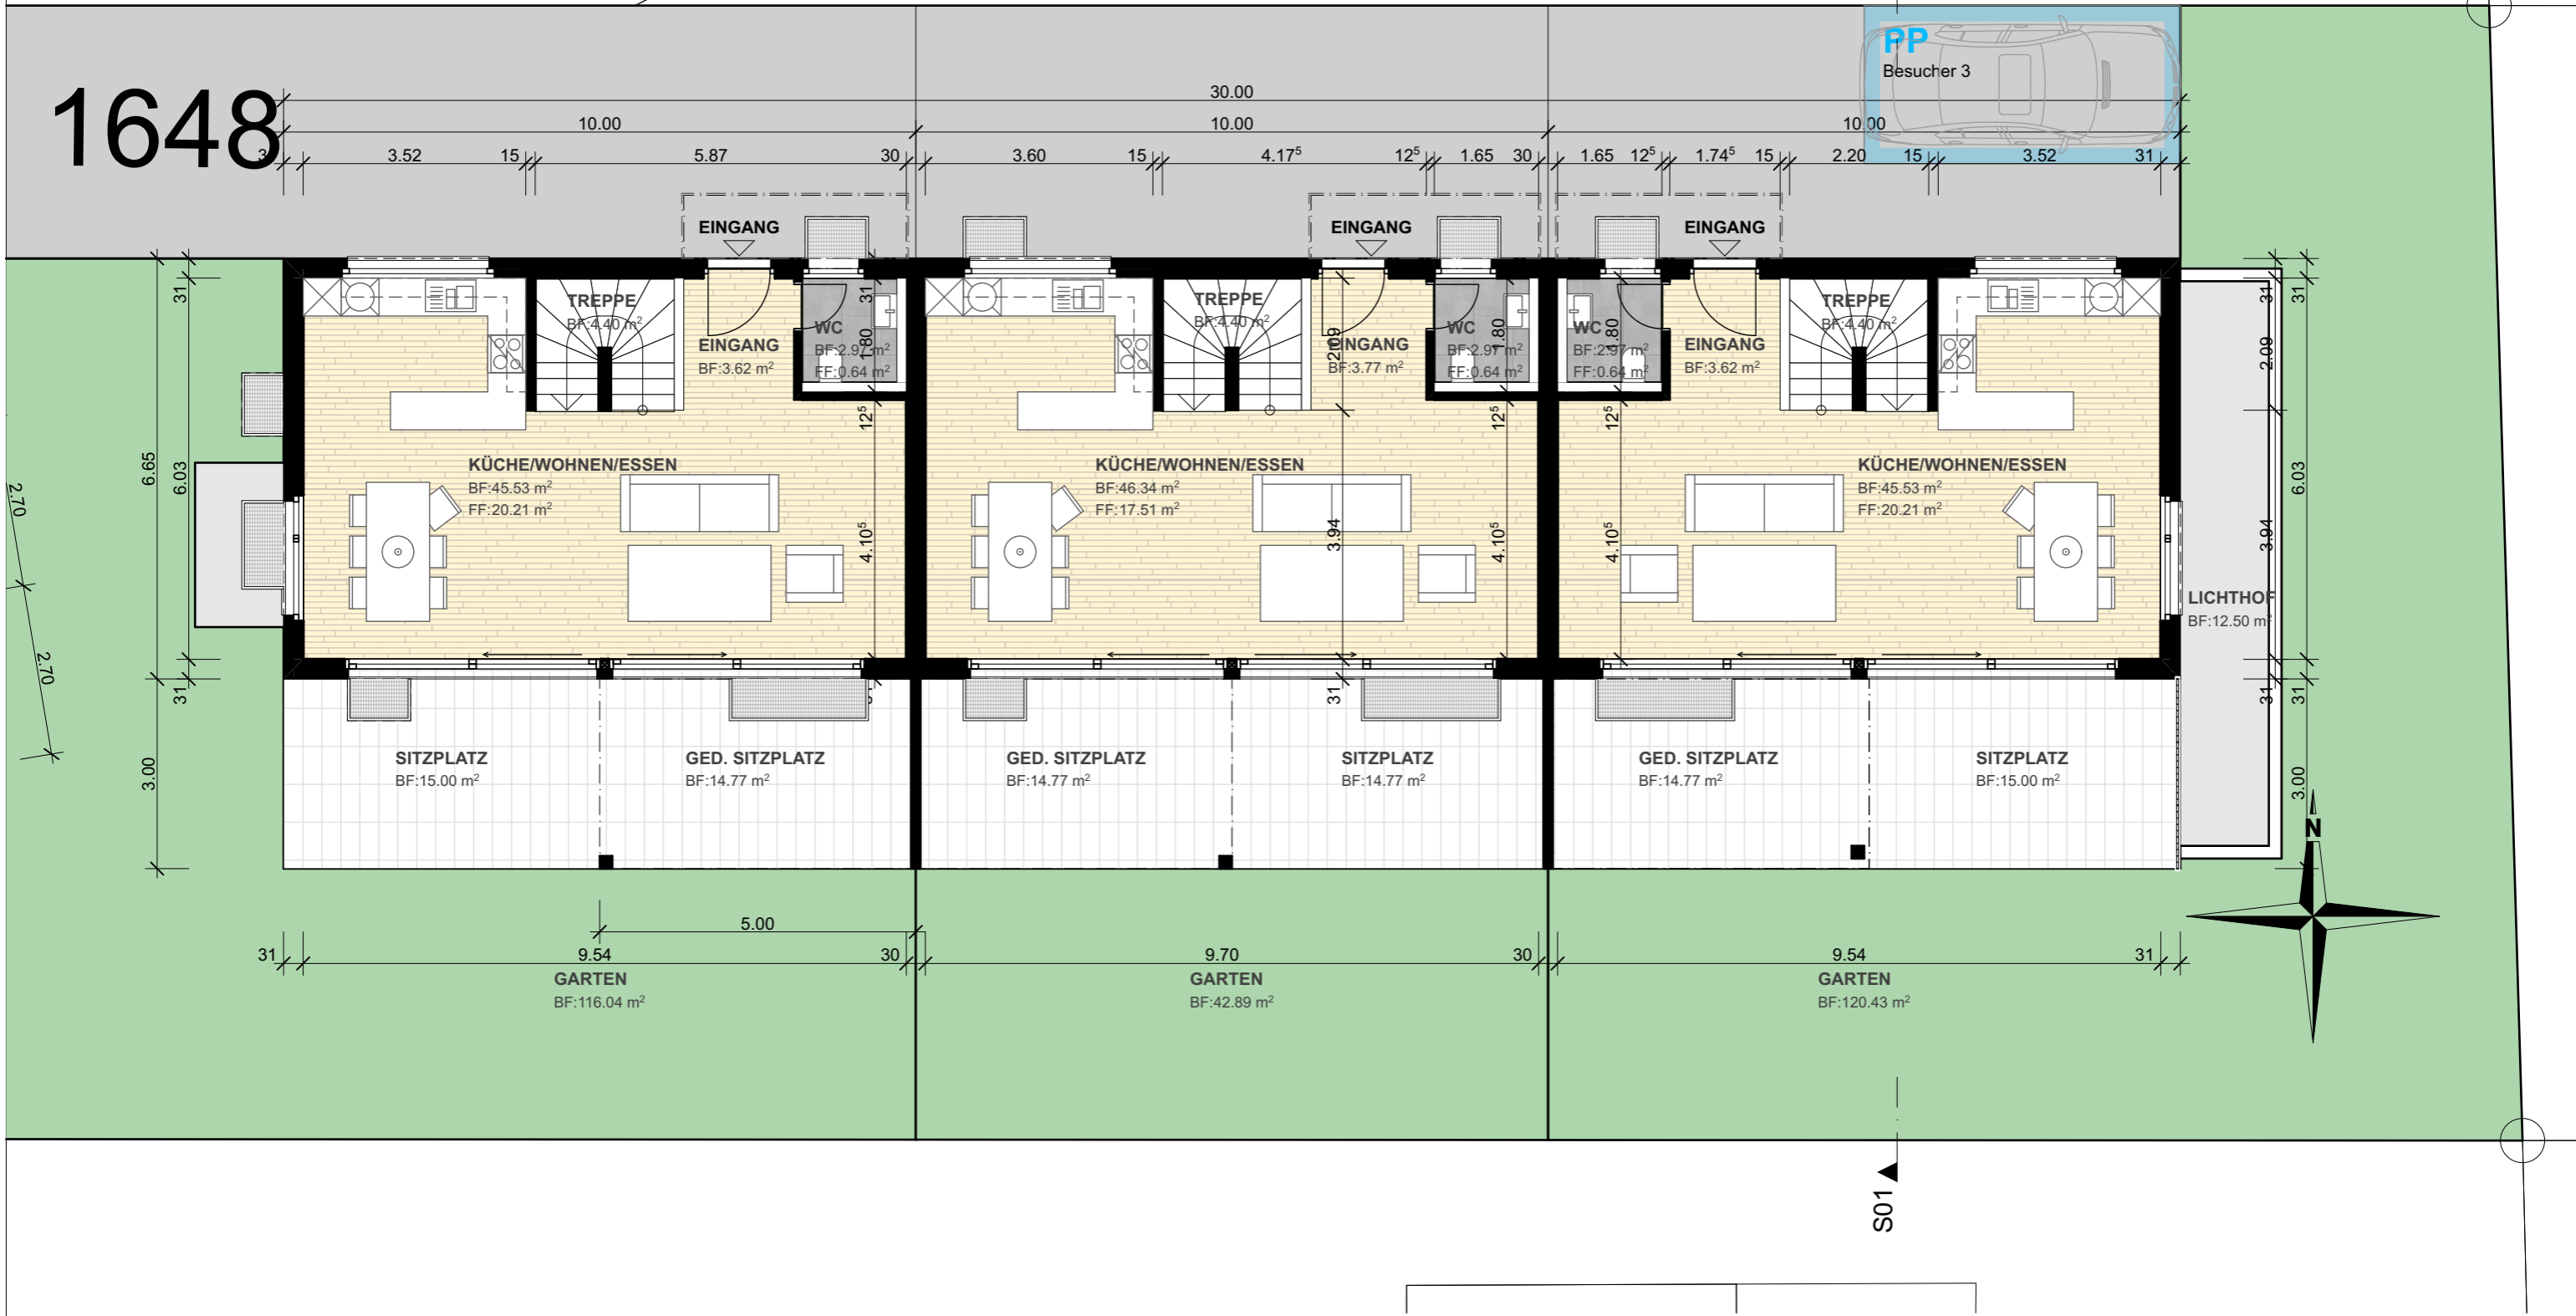 PP
Besucher 3
1648
30.00
10.00 10.00 10.00
3.52 15 5.87 30 3.60 15 4.17⁵ 12⁵ 1.65 30 1.65 12⁵ 1.74⁵ 15 2.20 15 3.52 31
EINGANG EINGANG EINGANG
31 31 31 31
TREPPE
BF:4.40 m²
EINGANG
BF:3.62 m²
WC
BF:2.97 m²
FF:0.64 m²
1.80
TREPPE
BF:4.40 m²
2.09
EINGANG
BF:3.77 m²
WC
BF:2.97 m²
FF:0.64 m²
1.80
WC
BF:2.97 m²
FF:0.64 m²
1.80
EINGANG
BF:3.62 m²
TREPPE
BF:4.40 m²
2.09
12⁵ 12⁵ 12⁵
6.65 6.03
KÜCHE/WOHNEN/ESSEN
BF:45.53 m²
FF:20.21 m²
4.10⁵
KÜCHE/WOHNEN/ESSEN
BF:46.34 m²
FF:17.51 m²
3.94
4.10⁵
4.10⁵
KÜCHE/WOHNEN/ESSEN
BF:45.53 m²
FF:20.21 m²
3.94
6.03
2.70
2.70
LICHTHOF
BF:12.50 m²
31 31 31 31
3.00
SITZPLATZ
BF:15.00 m²
GED. SITZPLATZ
BF:14.77 m²
GED. SITZPLATZ
BF:14.77 m²
SITZPLATZ
BF:14.77 m²
GED. SITZPLATZ
BF:14.77 m²
SITZPLATZ
BF:15.00 m²
3.00
N
5.00
31 9.54 30 9.70 30 9.54 31
GARTEN
BF:116.04 m²
GARTEN
BF:42.89 m²
GARTEN
BF:120.43 m²
S01